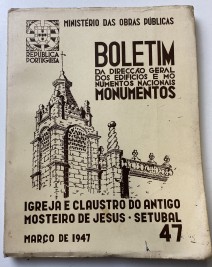 MINISTÉRIO DAS OBRAS PÚBLICAS
REPÚBLICA
PORTUGUESA
BOLETIM
DA DIRECÇÃO GERAL
DOS EDIFÍCIOS E MO
NUMENTOS NACIONAIS
MONUMENTOS
IGREJA E CLAUSTRO DO ANTIGO
MOSTEIRO DE JESUS · SETUBAL
MARÇO DE 1947
47